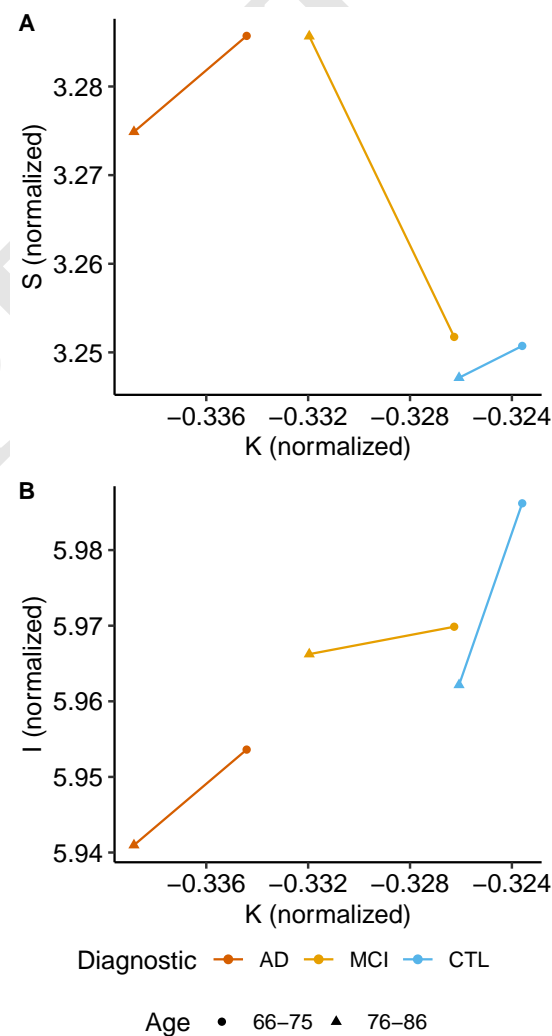 A
S (normalized)
3.28
3.27
3.26
3.25
−0.336 −0.332 −0.328 −0.324
K (normalized)
B
I (normalized)
5.98
5.97
5.96
5.95
5.94
−0.336 −0.332 −0.328 −0.324
K (normalized)
Diagnostic AD MCI CTL
Age 66−75 76−86